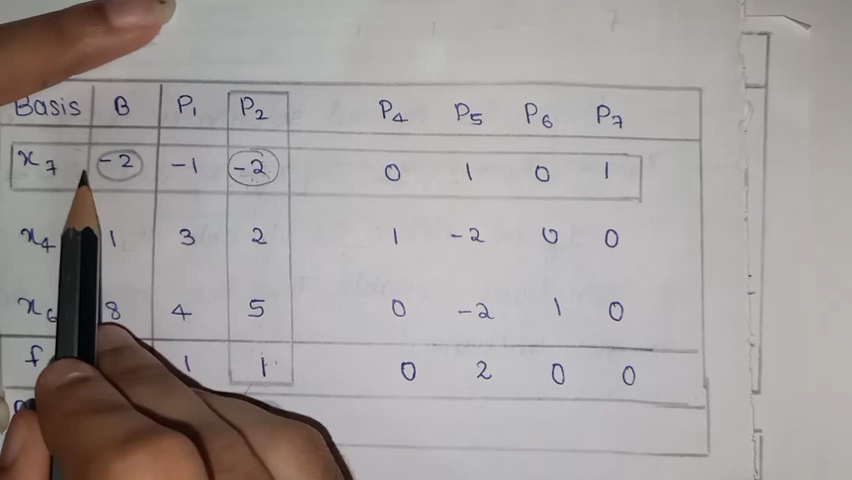 Basis B P1 P2 P4 P5 P6 P7
x7 -2 -1 -2 0 1 0 1
x4 1 3 2 1 -2 0 0
x6 8 4 5 0 -2 1 0
f 1 1 0 2 0 0